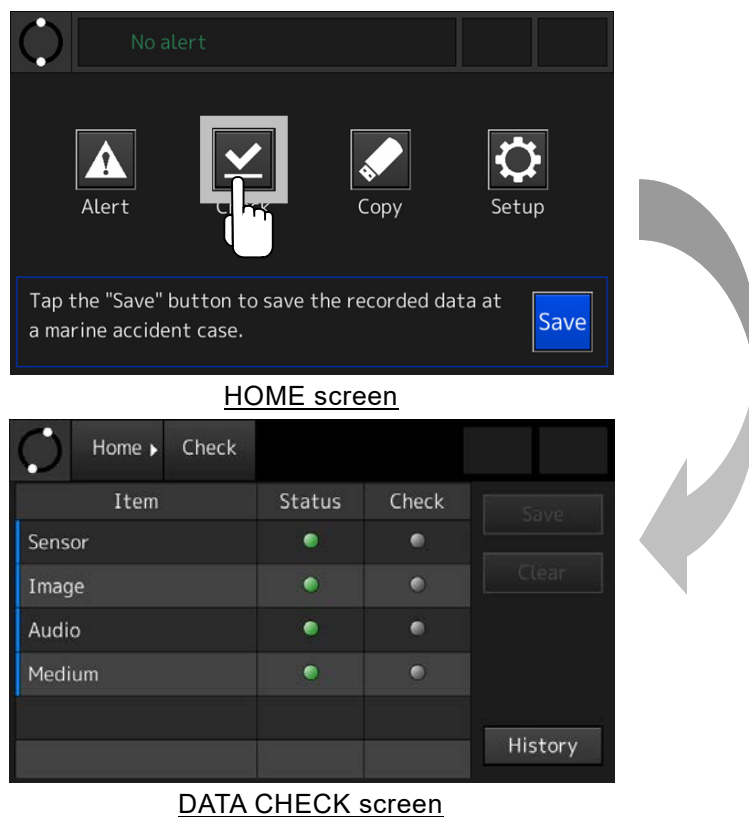 No alert
Alert
Check
Copy
Setup
Tap the "Save" button to save the recorded data at
a marine accident case.
Save
HOME screen
Home
Check
Item
Status
Check
Save
Sensor
Clear
Image
Audio
Medium
History
DATA CHECK screen